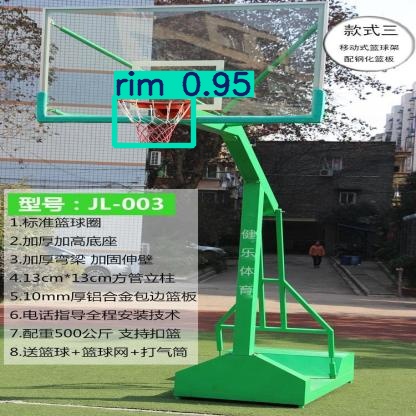 款式三
移动式篮球架
配钢化篮板
rim 0.95
型号：JL-003
1.标准篮球圈
2.加厚加高底座
3.加厚弯梁 加固伸壁
4.13cm*13cm方管立柱
5.10mm厚铝合金包边篮板
6.电话指导全程安装技术
7.配重500公斤 支持扣篮
8.送篮球+篮球网+打气筒
健乐体育